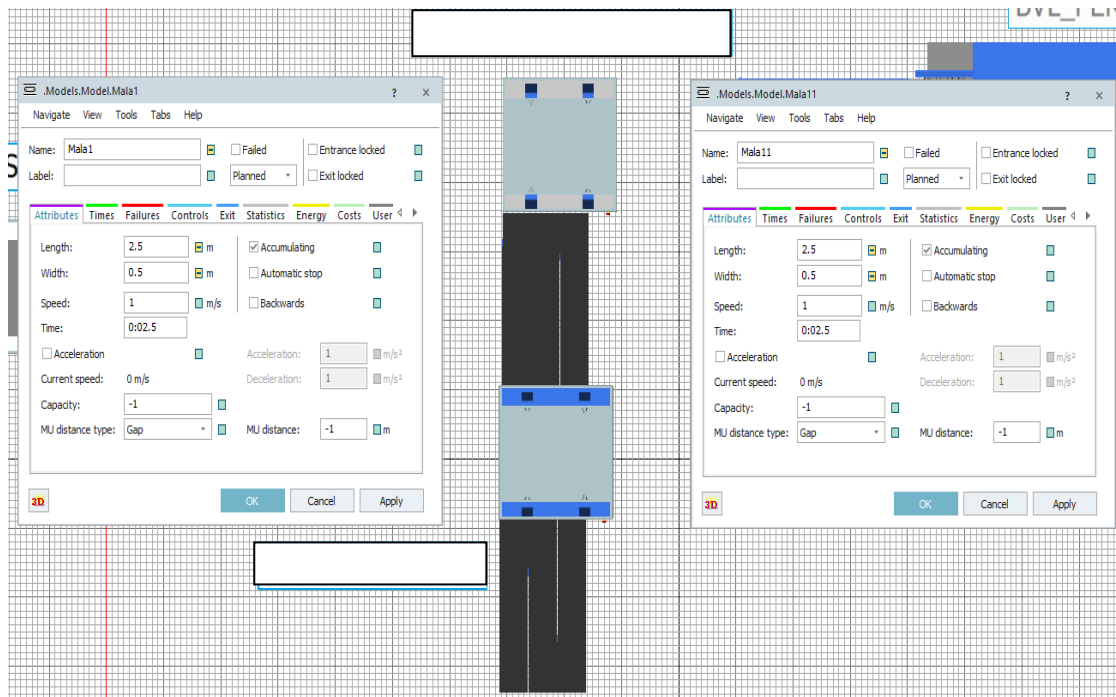 .Models.Model.Mala1 ? ×
Navigate View Tools Tabs Help
Name: Mala1 Failed Entrance locked
Label: Planned Exit locked
Attributes Times Failures Controls Exit Statistics Energy Costs User
Length: 2.5 m Accumulating
Width: 0.5 m Automatic stop
Speed: 1 m/s Backwards
Time: 0:02.5
Acceleration Acceleration: 1 m/s²
Current speed: 0 m/s Deceleration: 1 m/s²
Capacity: -1
MU distance type: Gap MU distance: -1 m
3D OK Cancel Apply
.Models.Model.Mala11 ? ×
Navigate View Tools Tabs Help
Name: Mala11 Failed Entrance locked
Label: Planned Exit locked
Attributes Times Failures Controls Exit Statistics Energy Costs User
Length: 2.5 m Accumulating
Width: 0.5 m Automatic stop
Speed: 1 m/s Backwards
Time: 0:02.5
Acceleration Acceleration: 1 m/s²
Current speed: 0 m/s Deceleration: 1 m/s²
Capacity: -1
MU distance type: Gap MU distance: -1 m
3D OK Cancel Apply